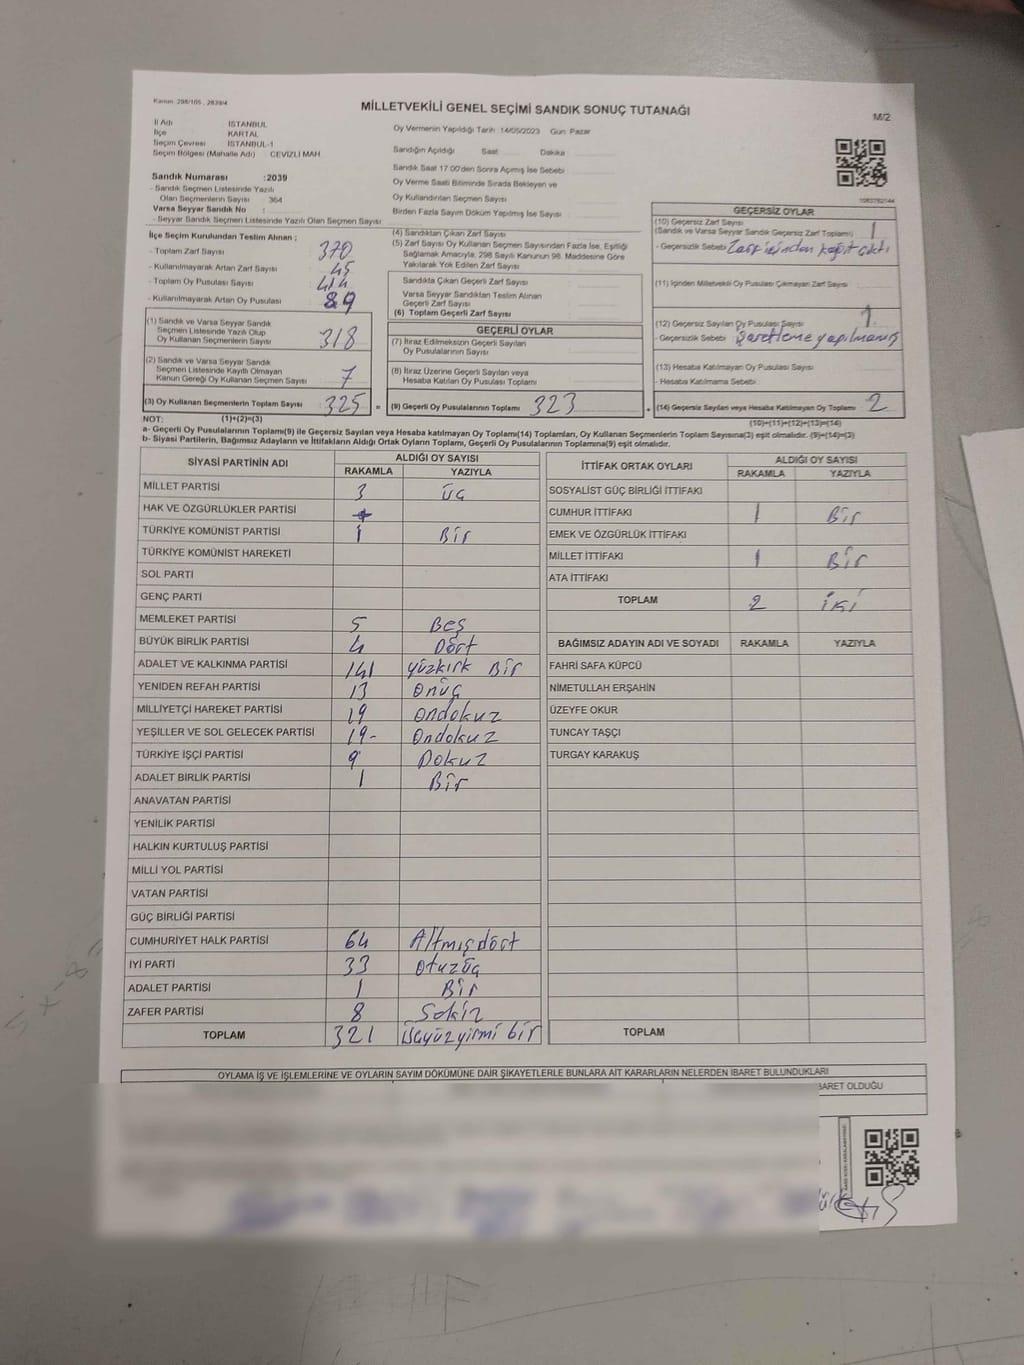 Kanun: 298/105, 2839/4
MİLLETVEKİLİ GENEL SEÇİMİ SANDIK SONUÇ TUTANAĞI
M/2
İl Adı İSTANBUL
İlçe KARTAL
Seçim Çevresi İSTANBUL-1
Seçim Bölgesi (Mahalle Adı) CEVİZLİ MAH
Sandık Numarası :2039
- Sandık Seçmen Listesinde Yazılı
Olan Seçmenlerin Sayısı 364
Varsa Seyyar Sandık No :
- Seyyar Sandık Seçmen Listesinde Yazılı Olan Seçmen Sayısı
Oy Vermenin Yapıldığı Tarih 14/05/2023 Gün Pazar
Sandığın Açıldığı Saat Dakika
Sandık Saat 17.00'den Sonra Açılmış İse Sebebi
Oy Verme Saati Bitiminde Sırada Bekleyen ve
Oy Kullandırılan Seçmen Sayısı
Birden Fazla Sayım Döküm Yapılmış İse Sayısı
İlçe Seçim Kurulundan Teslim Alınan ;
- Toplam Zarf Sayısı 370
- Kullanılmayarak Artan Zarf Sayısı 45
- Toplam Oy Pusulası Sayısı 414
- Kullanılmayarak Artan Oy Pusulası 89
(1) Sandık ve Varsa Seyyar Sandık
Seçmen Listesinde Yazılı Olup
Oy Kullanan Seçmenlerin Sayısı 318
(2) Sandık ve Varsa Seyyar Sandık
Seçmen Listesinde Kayıtlı Olmayan
Kanun Gereği Oy Kullanan Seçmen Sayısı 7
(3) Oy Kullanan Seçmenlerin Toplam Sayısı 325 =
(4) Sandıktan Çıkan Zarf Sayısı
(5) Zarf Sayısı Oy Kullanan Seçmen Sayısından Fazla İse, Eşitliği
Sağlamak Amacıyla, 298 Sayılı Kanunun 98. Maddesine Göre
Yakılarak Yok Edilen Zarf Sayısı
Sandıkta Çıkan Geçerli Zarf Sayısı
Varsa Seyyar Sandıktan Teslim Alınan
Geçerli Zarf Sayısı
(6) Toplam Geçerli Zarf Sayısı
GEÇERLİ OYLAR
(7) İtiraz Edilmeksizin Geçerli Sayılan
Oy Pusulalarının Sayısı
(8) İtiraz Üzerine Geçerli Sayılan veya
Hesaba Katılan Oy Pusulası Toplamı
(9) Geçerli Oy Pusulalarının Toplamı 323 +
GEÇERSİZ OYLAR
(10) Geçersiz Zarf Sayısı
(Sandık ve Varsa Seyyar Sandık Geçersiz Zarf Toplamı) 1
- Geçersizlik Sebebi Zarf içinden kağıt çıktı
(11) İçinden Milletvekili Oy Pusulası Çıkmayan Zarf Sayısı
(12) Geçersiz Sayılan Oy Pusulası Sayısı 1
- Geçersizlik Sebebi işaretleme yapılmamış
(13) Hesaba Katılmayan Oy Pusulası Sayısı
- Hesaba Katılmama Sebebi
(14) Geçersiz Sayılan veya Hesaba Katılmayan Oy Toplamı 2
NOT: (1)+(2)=(3)
(10)+(11)+(12)+(13)=(14)
a- Geçerli Oy Pusulalarının Toplamı(9) ile Geçersiz Sayılan veya Hesaba katılmayan Oy Toplamı(14) Toplamları, Oy Kullanan Seçmenlerin Toplam Sayısına(3) eşit olmalıdır. (9)+(14)=(3)
b- Siyasi Partilerin, Bağımsız Adayların ve İttifakların Aldığı Ortak Oyların Toplamı, Geçerli Oy Pusulalarının Toplamına(9) eşit olmalıdır.
SİYASİ PARTİNİN ADI ALDIĞI OY SAYISI
RAKAMLA YAZIYLA
MİLLET PARTİSİ 3 üç
HAK VE ÖZGÜRLÜKLER PARTİSİ
TÜRKİYE KOMÜNİST PARTİSİ 1 Bir
TÜRKİYE KOMÜNİST HAREKETİ
SOL PARTİ
GENÇ PARTİ
MEMLEKET PARTİSİ 5 Beş
BÜYÜK BİRLİK PARTİSİ 4 Dört
ADALET VE KALKINMA PARTİSİ 141 yüzkırk Bir
YENİDEN REFAH PARTİSİ 13 onüç
MİLLİYETÇİ HAREKET PARTİSİ 19 ondokuz
YEŞİLLER VE SOL GELECEK PARTİSİ 19- ondokuz
TÜRKİYE İŞÇİ PARTİSİ 9 Dokuz
ADALET BİRLİK PARTİSİ 1 Bir
ANAVATAN PARTİSİ
YENİLİK PARTİSİ
HALKIN KURTULUŞ PARTİSİ
MİLLİ YOL PARTİSİ
VATAN PARTİSİ
GÜÇ BİRLİĞİ PARTİSİ
CUMHURİYET HALK PARTİSİ 64 Altmışdört
İYİ PARTİ 33 otuzüç
ADALET PARTİSİ 1 Bir
ZAFER PARTİSİ 8 Sekiz
TOPLAM 321 üçyüzyirmi bir
İTTİFAK ORTAK OYLARI ALDIĞI OY SAYISI
RAKAMLA YAZIYLA
SOSYALİST GÜÇ BİRLİĞİ İTTİFAKI
CUMHUR İTTİFAKI 1 Bir
EMEK VE ÖZGÜRLÜK İTTİFAKI
MİLLET İTTİFAKI 1 Bir
ATA İTTİFAKI
TOPLAM 2 iki
BAĞIMSIZ ADAYIN ADI VE SOYADI RAKAMLA YAZIYLA
FAHRİ SAFA KÜPCÜ
NİMETULLAH ERŞAHİN
ÜZEYFE OKUR
TUNCAY TAŞÇI
TURGAY KARAKUŞ
TOPLAM
OYLAMA İŞ VE İŞLEMLERİNE VE OYLARIN SAYIM DÖKÜMÜNE DAİR ŞİKAYETLERLE BUNLARA AİT KARARLARIN NELERDEN İBARET BULUNDUKLARI
BARET OLDUĞU